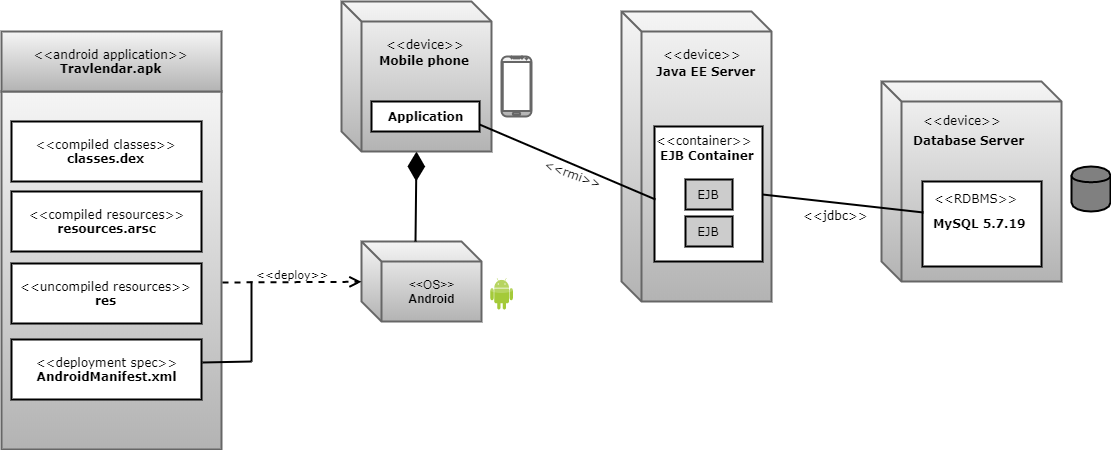 <<android application>>
Travlendar.apk
<<compiled classes>>
classes.dex
<<compiled resources>>
resources.arsc
<<uncompiled resources>>
res
<<deployment spec>>
AndroidManifest.xml
<<deploy>>
<<device>>
Mobile phone
Application
<<OS>>
Android
<<rmi>>
<<device>>
Java EE Server
<<container>>
EJB Container
EJB
EJB
<<jdbc>>
<<device>>
Database Server
<<RDBMS>>
MySQL 5.7.19